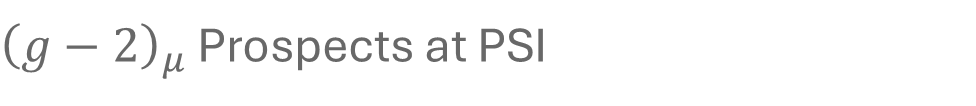 (g − 2)μ Prospects at PSI